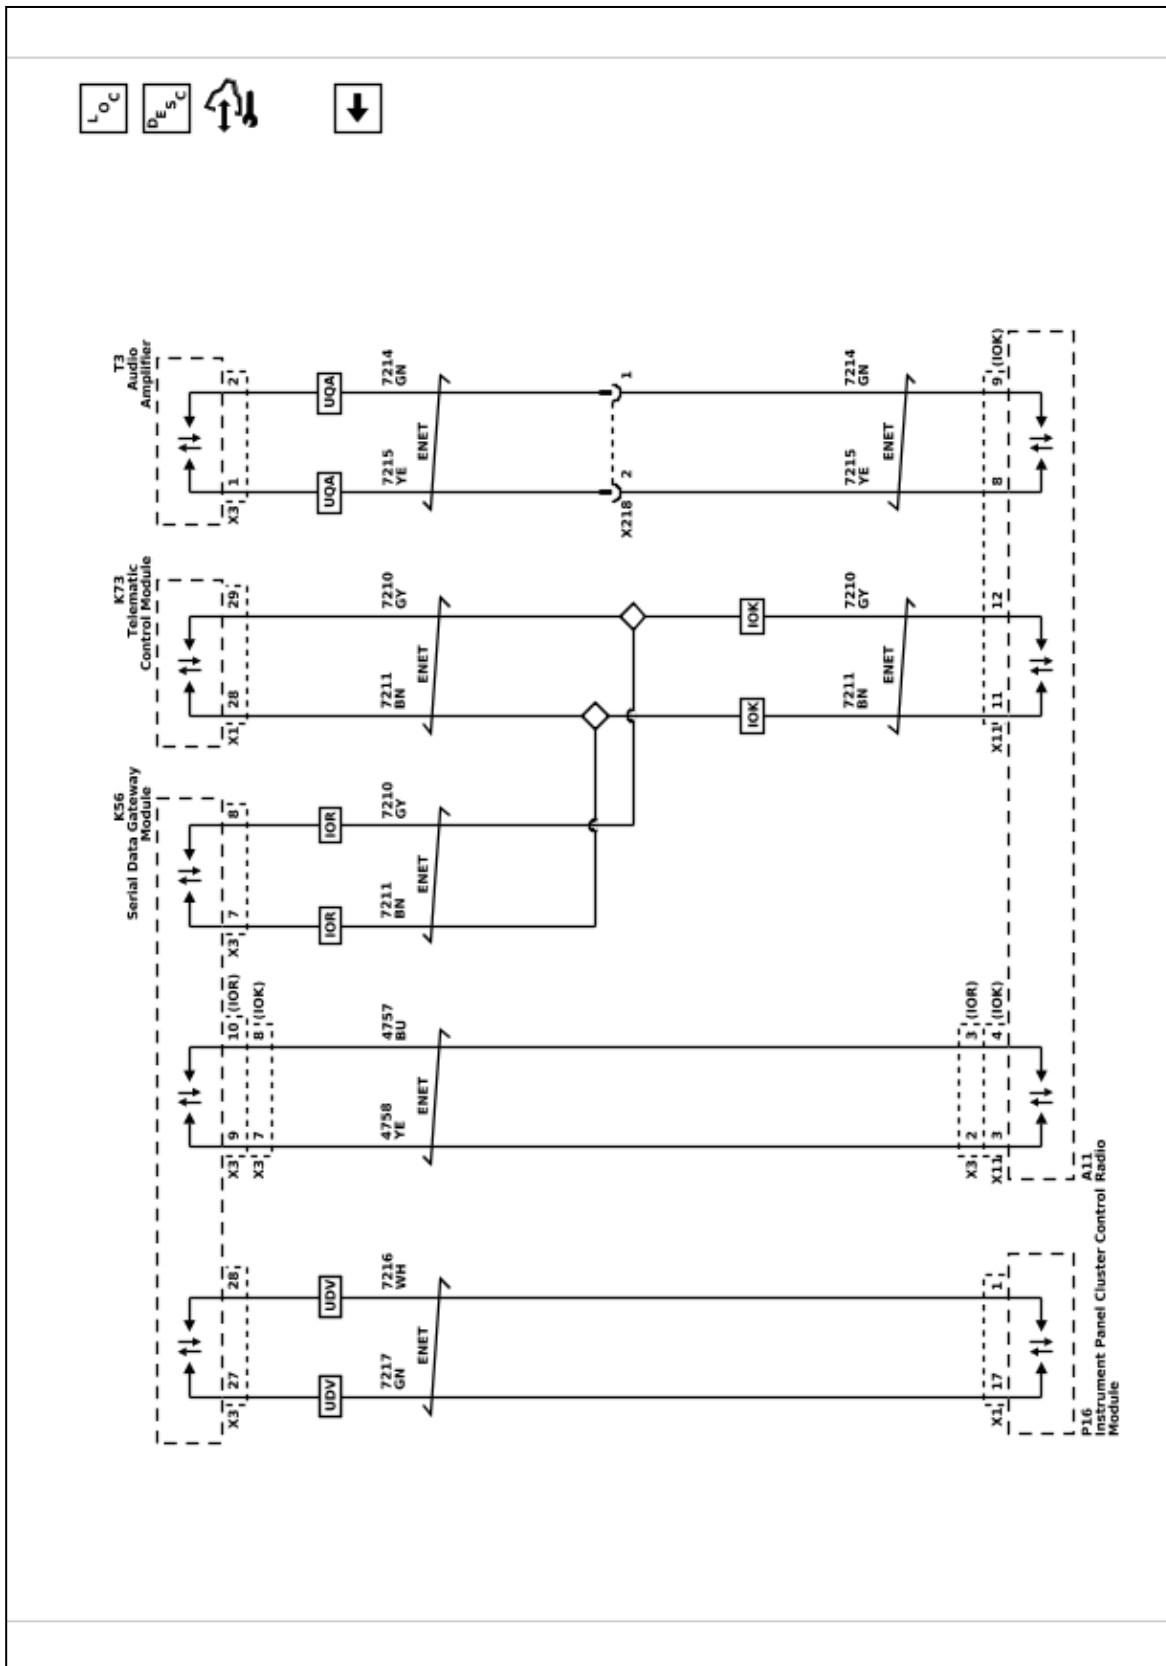 LOC
DESC
T3
Audio
Amplifier
X3
1
2
UQA
UQA
7215
YE
7214
GN
ENET
X218
2
1
7215
YE
7214
GN
ENET
8
9
(IOK)
K73
Telematic
Control Module
X1
28
29
7211
BN
7210
GY
ENET
IOK
IOK
7211
BN
7210
GY
ENET
X11
11
12
K56
Serial Data Gateway
Module
X3
7
8
IOR
IOR
7211
BN
7210
GY
ENET
X3
9
10
(IOR)
X3
7
8
(IOK)
4758
YE
4757
BU
ENET
X3
2
3
(IOR)
X11
3
4
(IOK)
A11
Radio
X3
27
28
UDV
UDV
7217
GN
7216
WH
ENET
X1
17
1
P16
Instrument Panel Cluster Control
Module